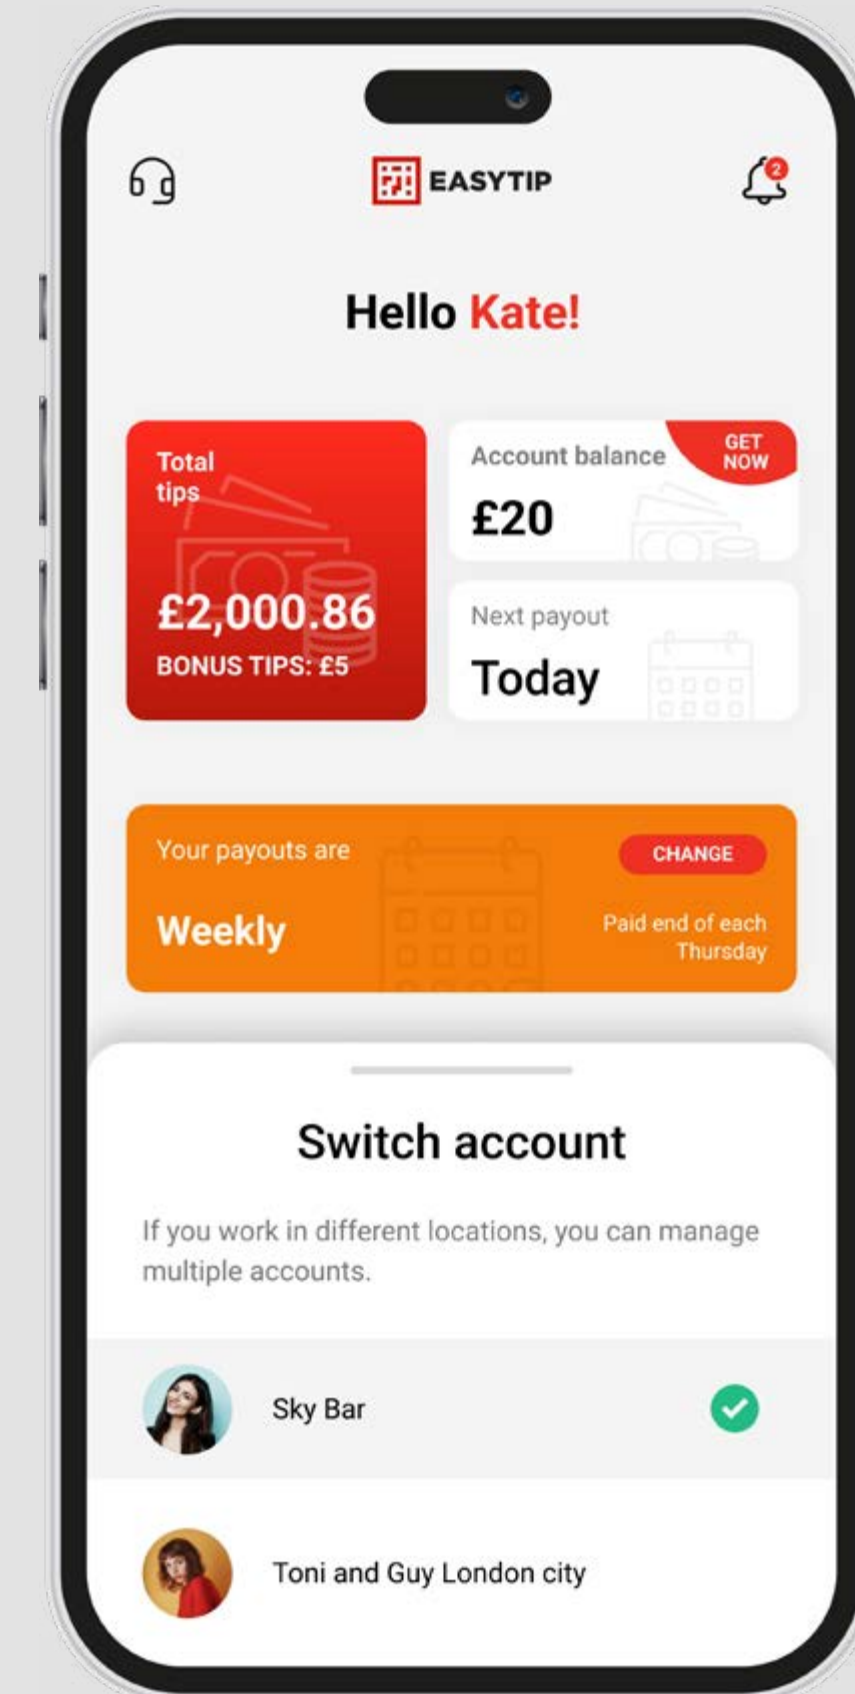 EASYTIP
2
Hello Kate!
Total
tips
£2,000.86
BONUS TIPS: £5
Account balance
GET
NOW
£20
Next payout
Today
Your payouts are
CHANGE
Weekly
Paid end of each
Thursday
Switch account
If you work in different locations, you can manage
multiple accounts.
Sky Bar
Toni and Guy London city